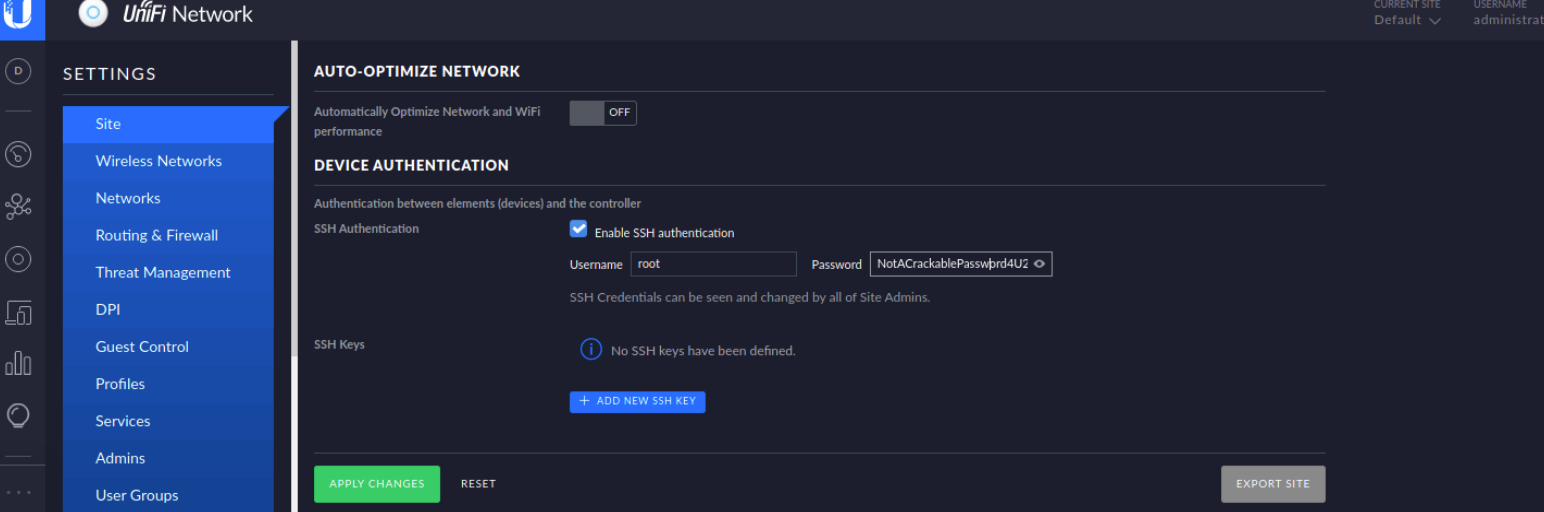 UniFi Network
CURRENT SITE
Default
USERNAME
administrat
D
SETTINGS
Site
Wireless Networks
Networks
Routing & Firewall
Threat Management
DPI
Guest Control
Profiles
Services
Admins
User Groups
AUTO-OPTIMIZE NETWORK
Automatically Optimize Network and WiFi
performance
OFF
DEVICE AUTHENTICATION
Authentication between elements (devices) and the controller
SSH Authentication
Enable SSH authentication
Username root Password NotACrackablePassword4U2
SSH Credentials can be seen and changed by all of Site Admins.
SSH Keys
No SSH keys have been defined.
+ ADD NEW SSH KEY
APPLY CHANGES RESET EXPORT SITE